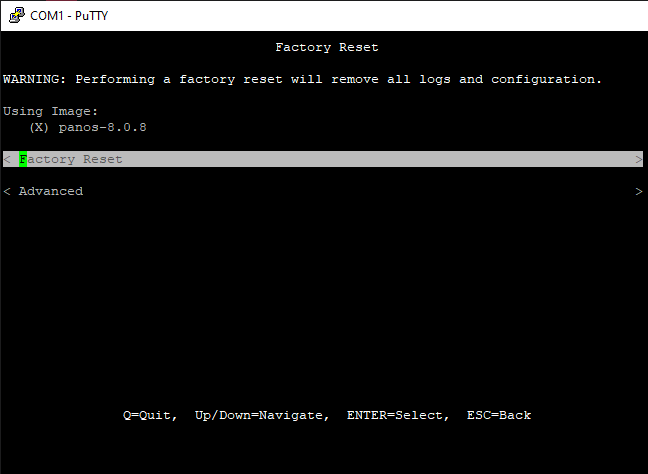 COM1 - PuTTY
Factory Reset
WARNING: Performing a factory reset will remove all logs and configuration.
Using Image:
(X) panos-8.0.8
< Factory Reset >
< Advanced >
Q=Quit, Up/Down=Navigate, ENTER=Select, ESC=Back